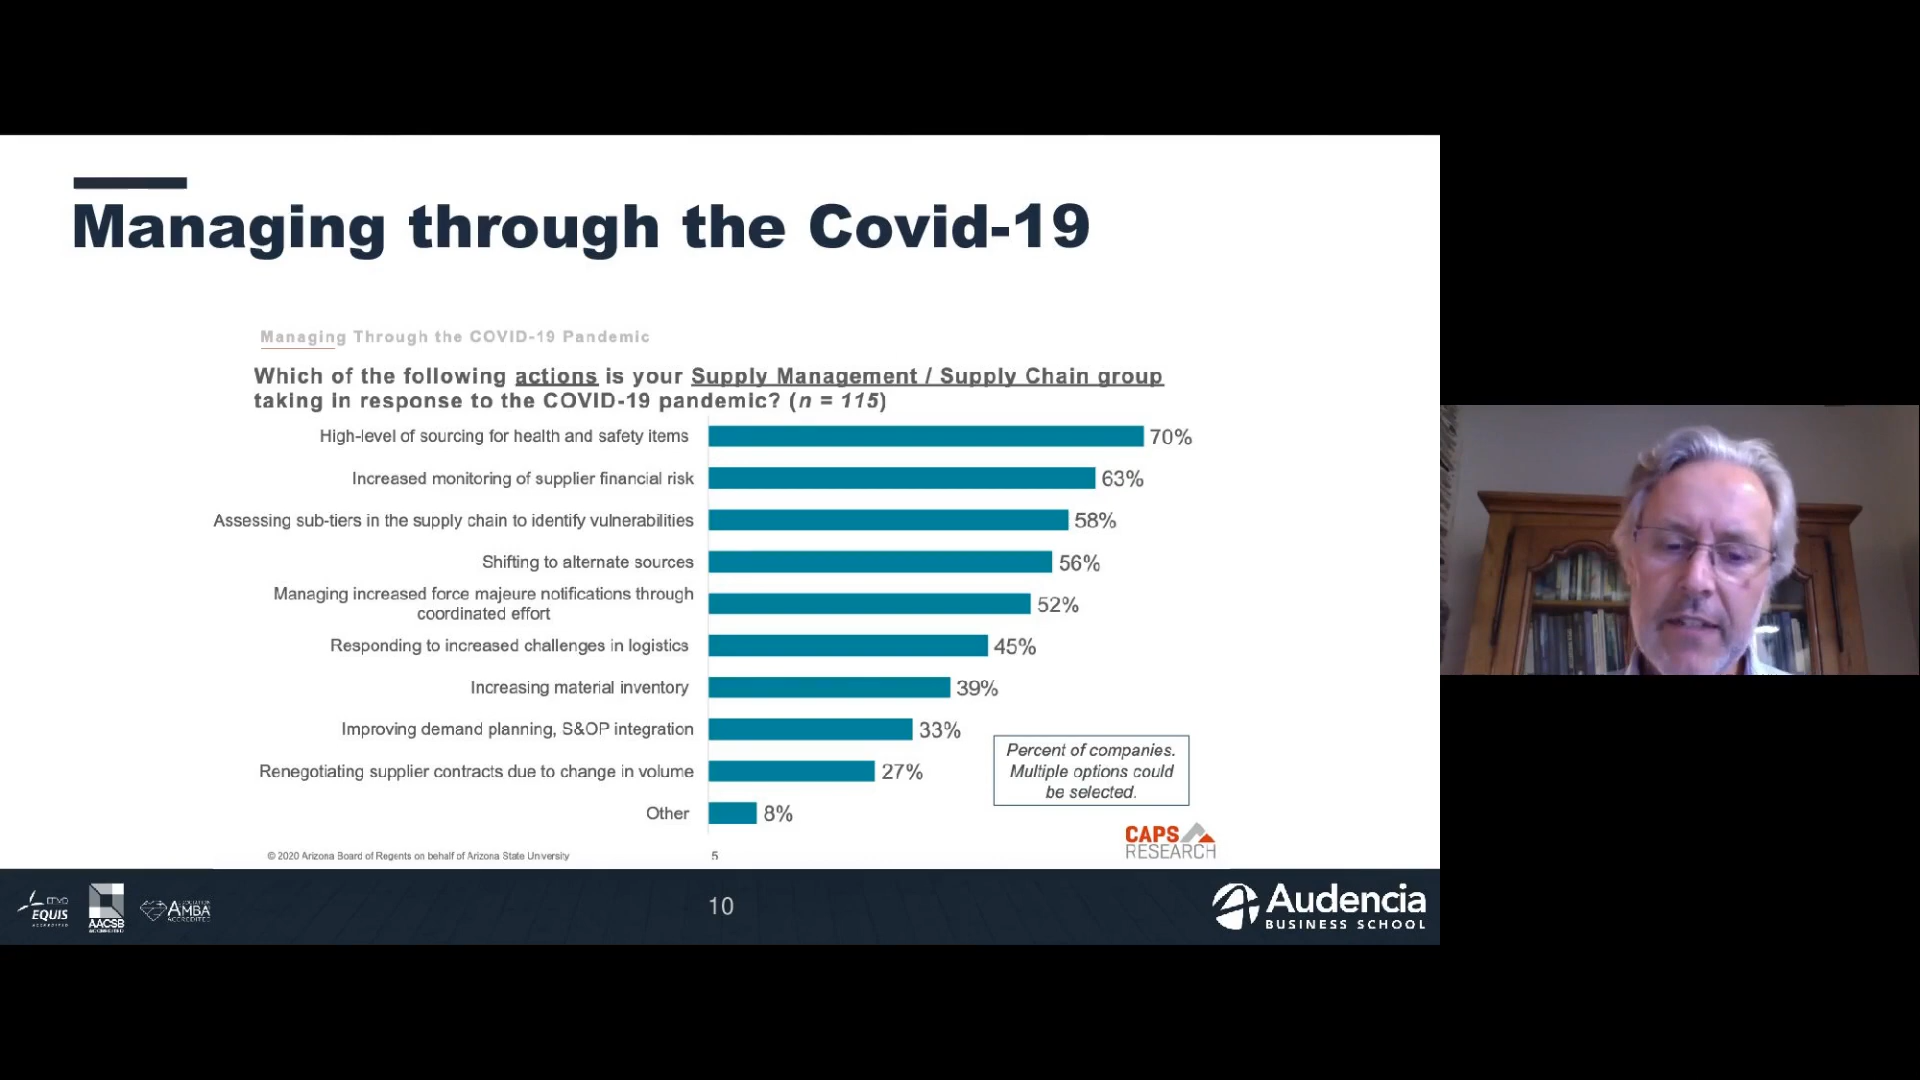 Managing through the Covid-19
Managing Through the COVID-19 Pandemic
Which of the following actions is your Supply Management / Supply Chain group
taking in response to the COVID-19 pandemic? (n = 115)
High-level of sourcing for health and safety items 70%
Increased monitoring of supplier financial risk 63%
Assessing sub-tiers in the supply chain to identify vulnerabilities 58%
Shifting to alternate sources 56%
Managing increased force majeure notifications through
coordinated effort 52%
Responding to increased challenges in logistics 45%
Increasing material inventory 39%
Improving demand planning, S&OP integration 33%
Renegotiating supplier contracts due to change in volume 27%
Other 8%
Percent of companies.
Multiple options could
be selected.
CAPS
RESEARCH
© 2020 Arizona Board of Regents on behalf of Arizona State University 5
EQUIS
AACSB
AMBA
10
Audencia
BUSINESS SCHOOL